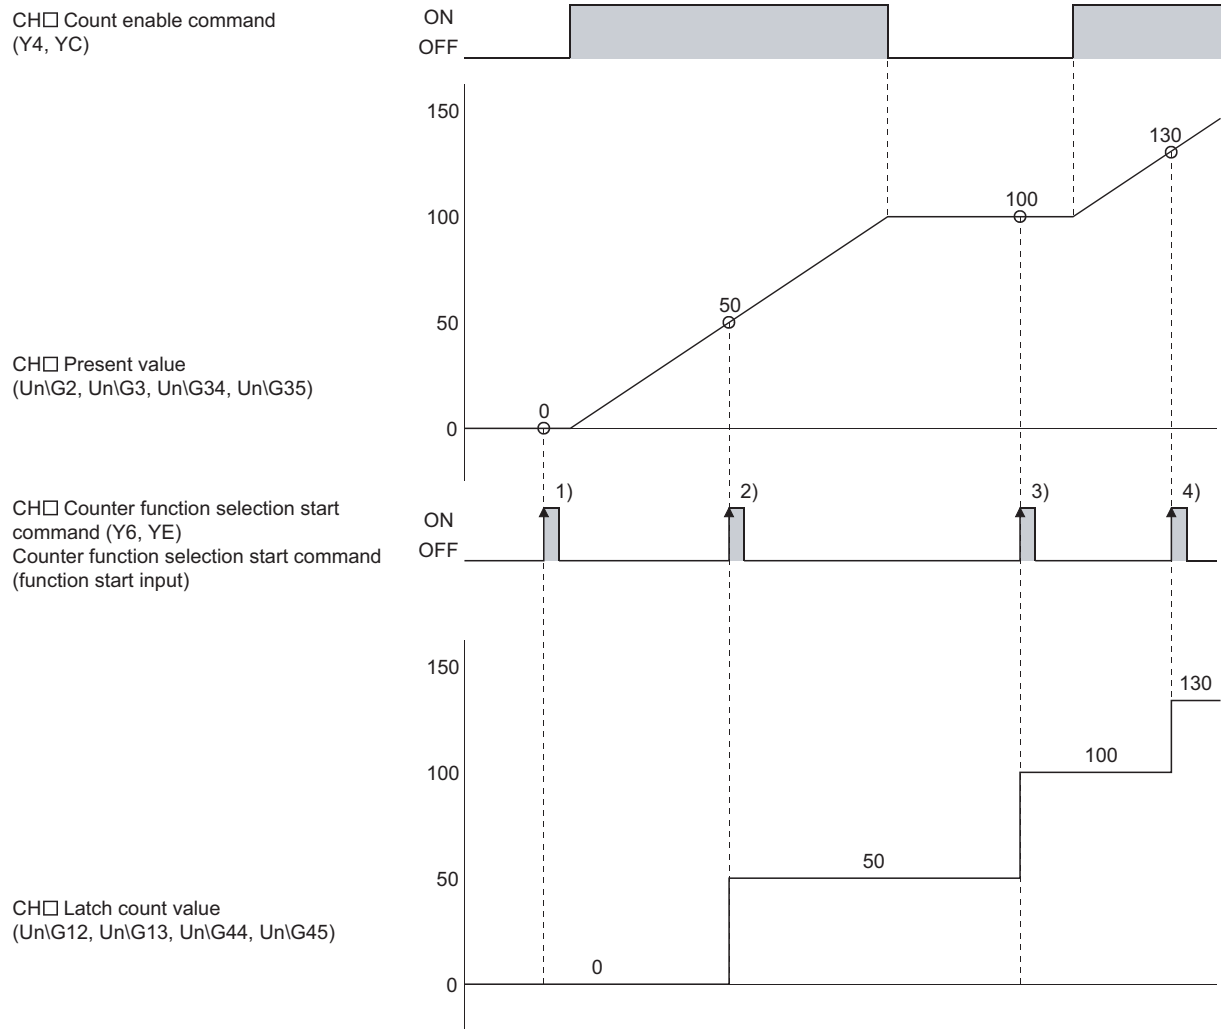 CH□ Count enable command
(Y4, YC)
ON
OFF
150
130
100
100
50
50
CH□ Present value
(Un\G2, Un\G3, Un\G34, Un\G35)
0
0
1)
2)
3)
4)
CH□ Counter function selection start
command (Y6, YE)
Counter function selection start command
(function start input)
ON
OFF
150
130
100
100
50
50
CH□ Latch count value
(Un\G12, Un\G13, Un\G44, Un\G45)
0
0